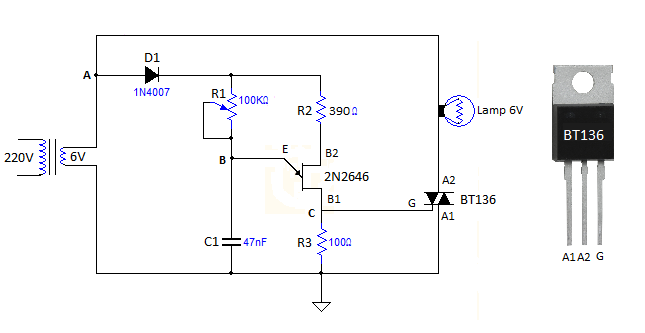 D1
A
1N4007
R1
100KΩ
R2
390Ω
Lamp 6V
BT136
220V
6V
B
E
B2
2N2646
B1
C
G
A2
BT136
A1
C1
47nF
R3
100Ω
A1 A2 G